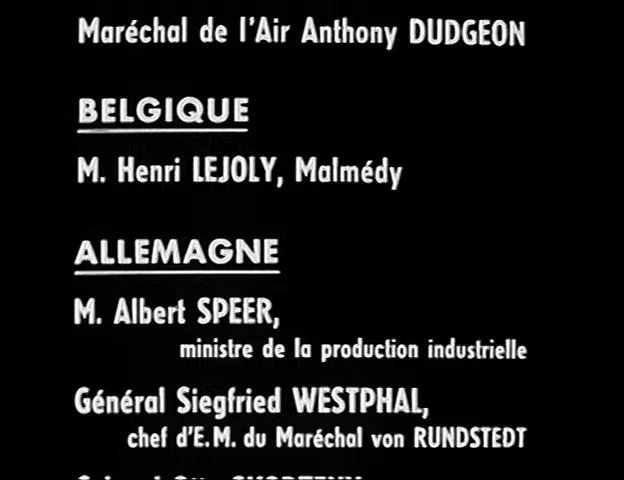 Maréchal de l'Air Anthony DUDGEON
BELGIQUE
M. Henri LEJOLY, Malmédy
ALLEMAGNE
M. Albert SPEER,
ministre de la production industrielle
Général Siegfried WESTPHAL,
chef d'E.M. du Maréchal von RUNDSTEDT